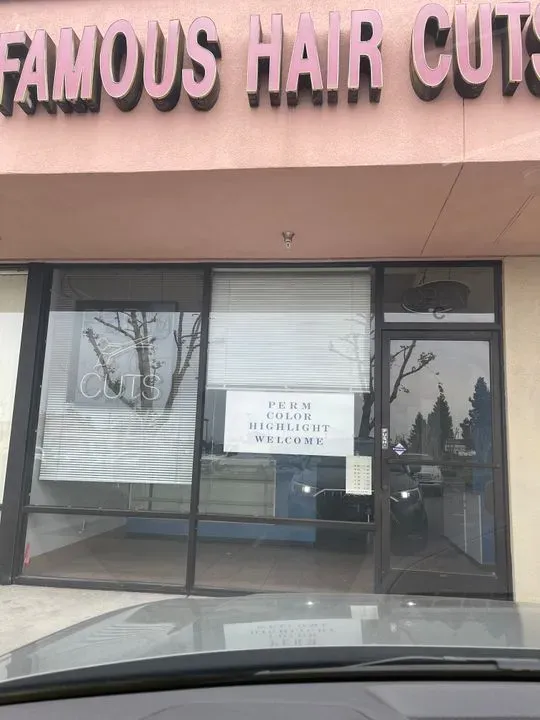 FAMOUS HAIR CUTS
CUTS
PERM
COLOR
HIGHLIGHT
WELCOME